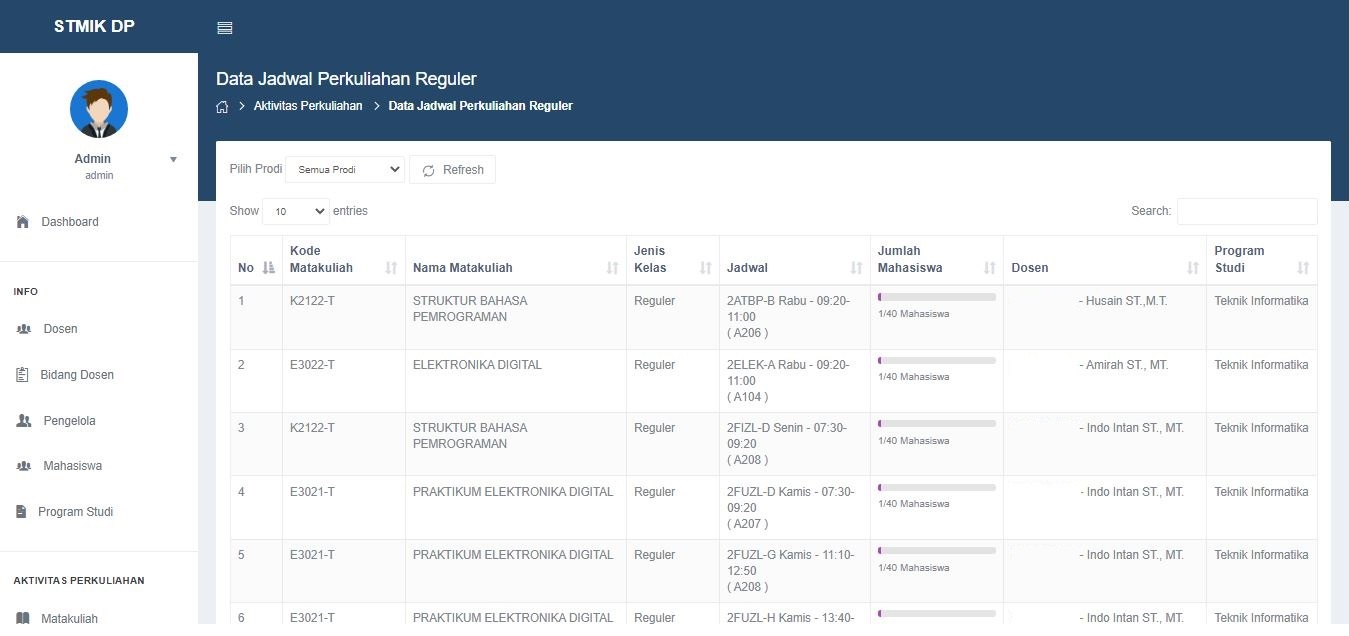 STMIK DP
Data Jadwal Perkuliahan Reguler
> Aktivitas Perkuliahan > Data Jadwal Perkuliahan Reguler
Admin
admin
Dashboard
INFO
Dosen
Bidang Dosen
Pengelola
Mahasiswa
Program Studi
AKTIVITAS PERKULIAHAN
Matakuliah
Pilih Prodi Semua Prodi Refresh
Show 10 entries Search:
No Kode Matakuliah Nama Matakuliah Jenis Kelas Jadwal Jumlah Mahasiswa Dosen Program Studi
1 K2122-T STRUKTUR BAHASA Reguler 2ATBP-B Rabu - 09:20- - Husain ST.,M.T. Teknik Informatika
PEMROGRAMAN 11:00 1/40 Mahasiswa
( A206 )
2 E3022-T ELEKTRONIKA DIGITAL Reguler 2ELEK-A Rabu - 09:20- - Amirah ST., MT. Teknik Informatika
11:00 1/40 Mahasiswa
( A104 )
3 K2122-T STRUKTUR BAHASA Reguler 2FIZL-D Senin - 07:30- - Indo Intan ST., MT. Teknik Informatika
PEMROGRAMAN 09:20 1/40 Mahasiswa
( A208 )
4 E3021-T PRAKTIKUM ELEKTRONIKA DIGITAL Reguler 2FUZL-D Kamis - 07:30- - Indo Intan ST., MT. Teknik Informatika
09:20 1/40 Mahasiswa
( A207 )
5 E3021-T PRAKTIKUM ELEKTRONIKA DIGITAL Reguler 2FUZL-G Kamis - 11:10- - Indo Intan ST., MT. Teknik Informatika
12:50 1/40 Mahasiswa
( A208 )
6 E3021-T PRAKTIKUM ELEKTRONIKA DIGITAL Reguler 2FUZL-H Kamis - 13:40- - Indo Intan ST., MT. Teknik Informatika